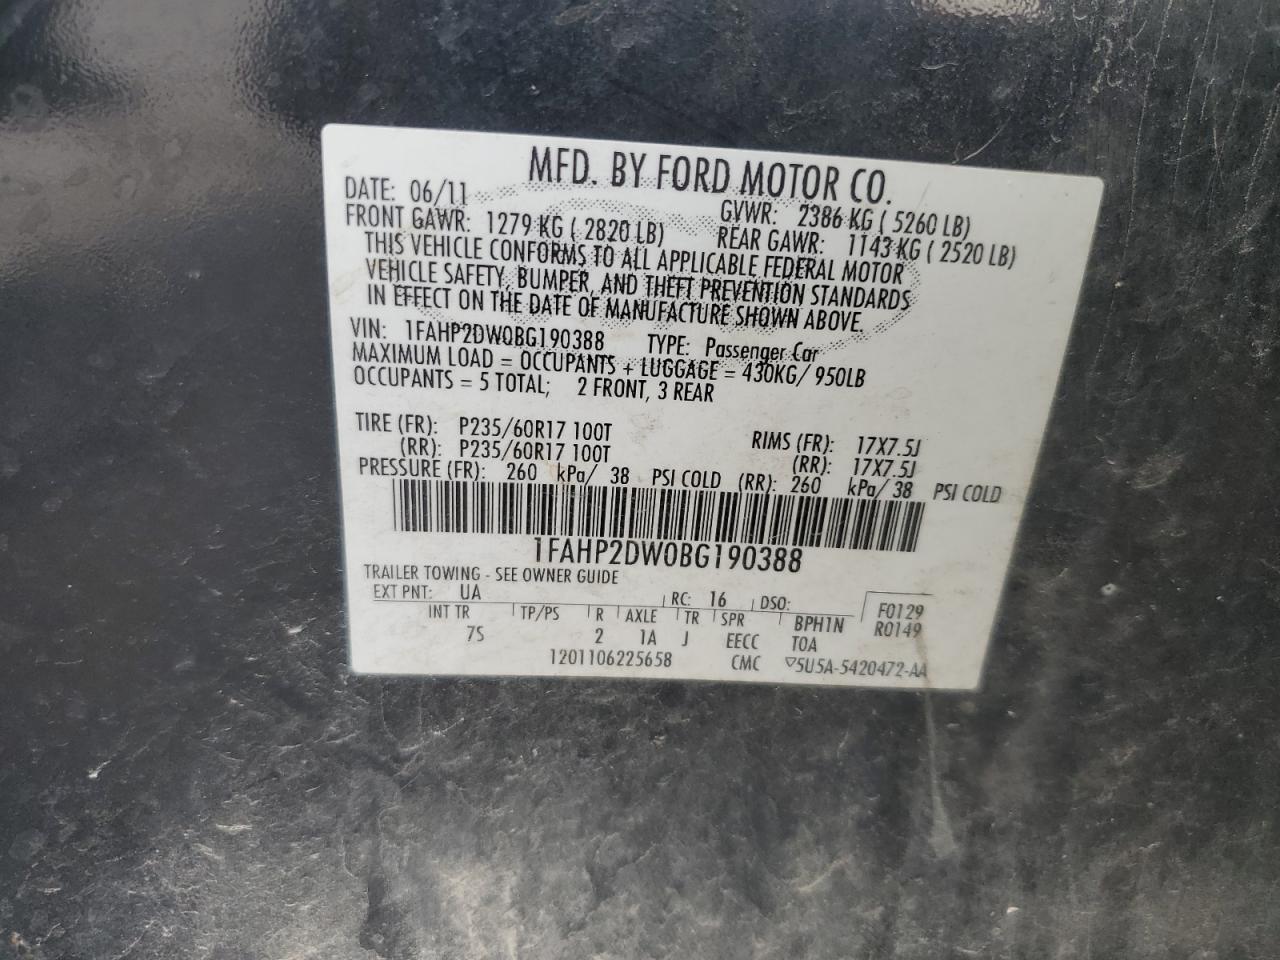 MFD. BY FORD MOTOR CO.
DATE: 06/11 GVWR: 2386 KG ( 5260 LB)
FRONT GAWR: 1279 KG ( 2820 LB) REAR GAWR: 1143 KG ( 2520 LB)
THIS VEHICLE CONFORMS TO ALL APPLICABLE FEDERAL MOTOR
VEHICLE SAFETY, BUMPER, AND THEFT PREVENTION STANDARDS
IN EFFECT ON THE DATE OF MANUFACTURE SHOWN ABOVE.
VIN: 1FAHP2DW0BG190388 TYPE: Passenger Car
MAXIMUM LOAD = OCCUPANTS + LUGGAGE = 430KG/ 950LB
OCCUPANTS = 5 TOTAL; 2 FRONT, 3 REAR
TIRE (FR): P235/60R17 100T RIMS (FR): 17X7.5J
(RR): P235/60R17 100T (RR): 17X7.5J
PRESSURE (FR): 260 kPa/ 38 PSI COLD (RR): 260 kPa/ 38 PSI COLD
1FAHP2DW0BG190388
TRAILER TOWING - SEE OWNER GUIDE
EXT PNT: UA RC: 16 DSO: F0129
INT TR TP/PS R AXLE TR SPR BPH1N R0149
7S 2 1A J EECC T0A
1201106225658 CMC ▽5U5A-5420472-AA